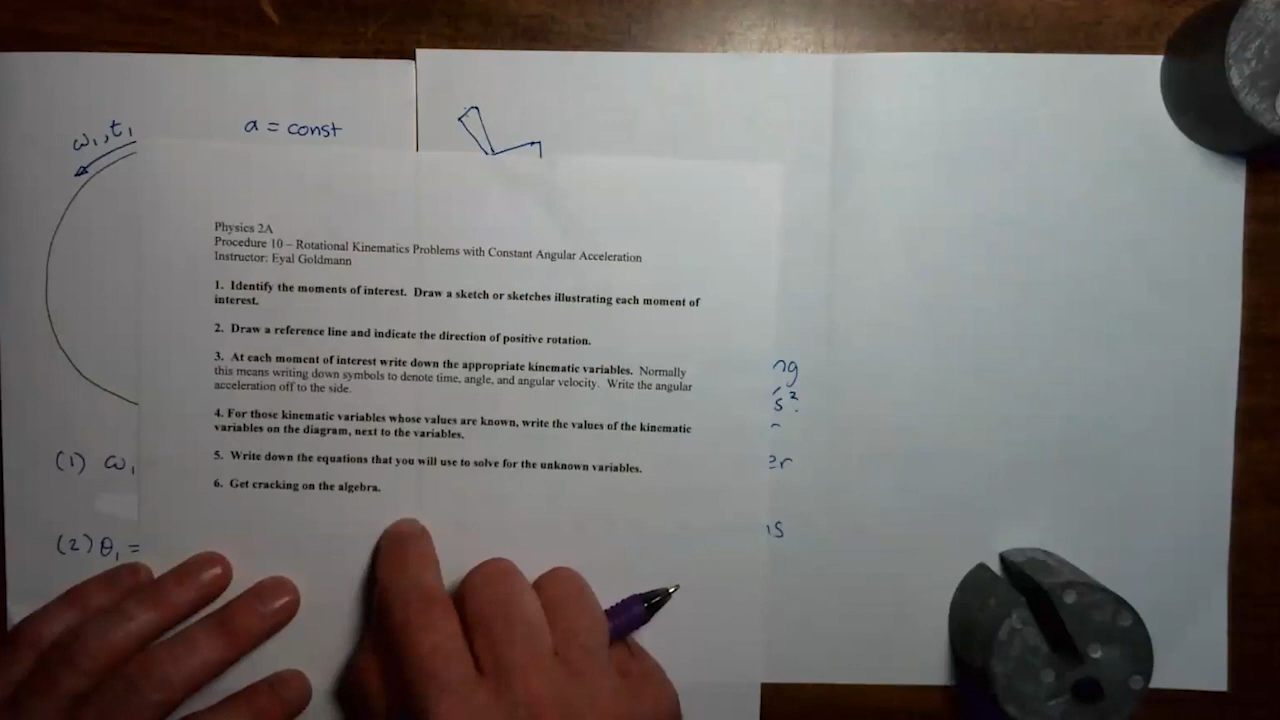 ω₁, t₁
a = const
Physics 2A
Procedure 10 – Rotational Kinematics Problems with Constant Angular Acceleration
Instructor: Eyal Goldmann
1. Identify the moments of interest. Draw a sketch or sketches illustrating each moment of
interest.
2. Draw a reference line and indicate the direction of positive rotation.
3. At each moment of interest write down the appropriate kinematic variables. Normally
this means writing down symbols to denote time, angle, and angular velocity. Write the angular
acceleration off to the side.
4. For those kinematic variables whose values are known, write the values of the kinematic
variables on the diagram, next to the variables.
5. Write down the equations that you will use to solve for the unknown variables.
6. Get cracking on the algebra.
(1) ω₁
(2) θ₁ =